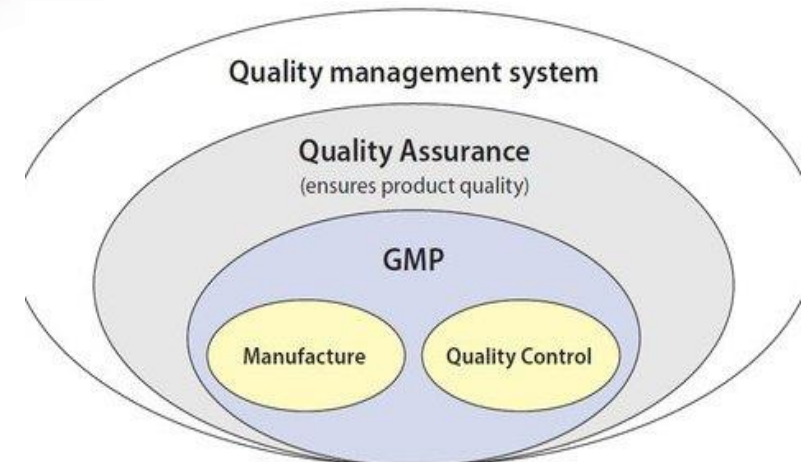 Quality management system
Quality Assurance
(ensures product quality)
GMP
Manufacture
Quality Control